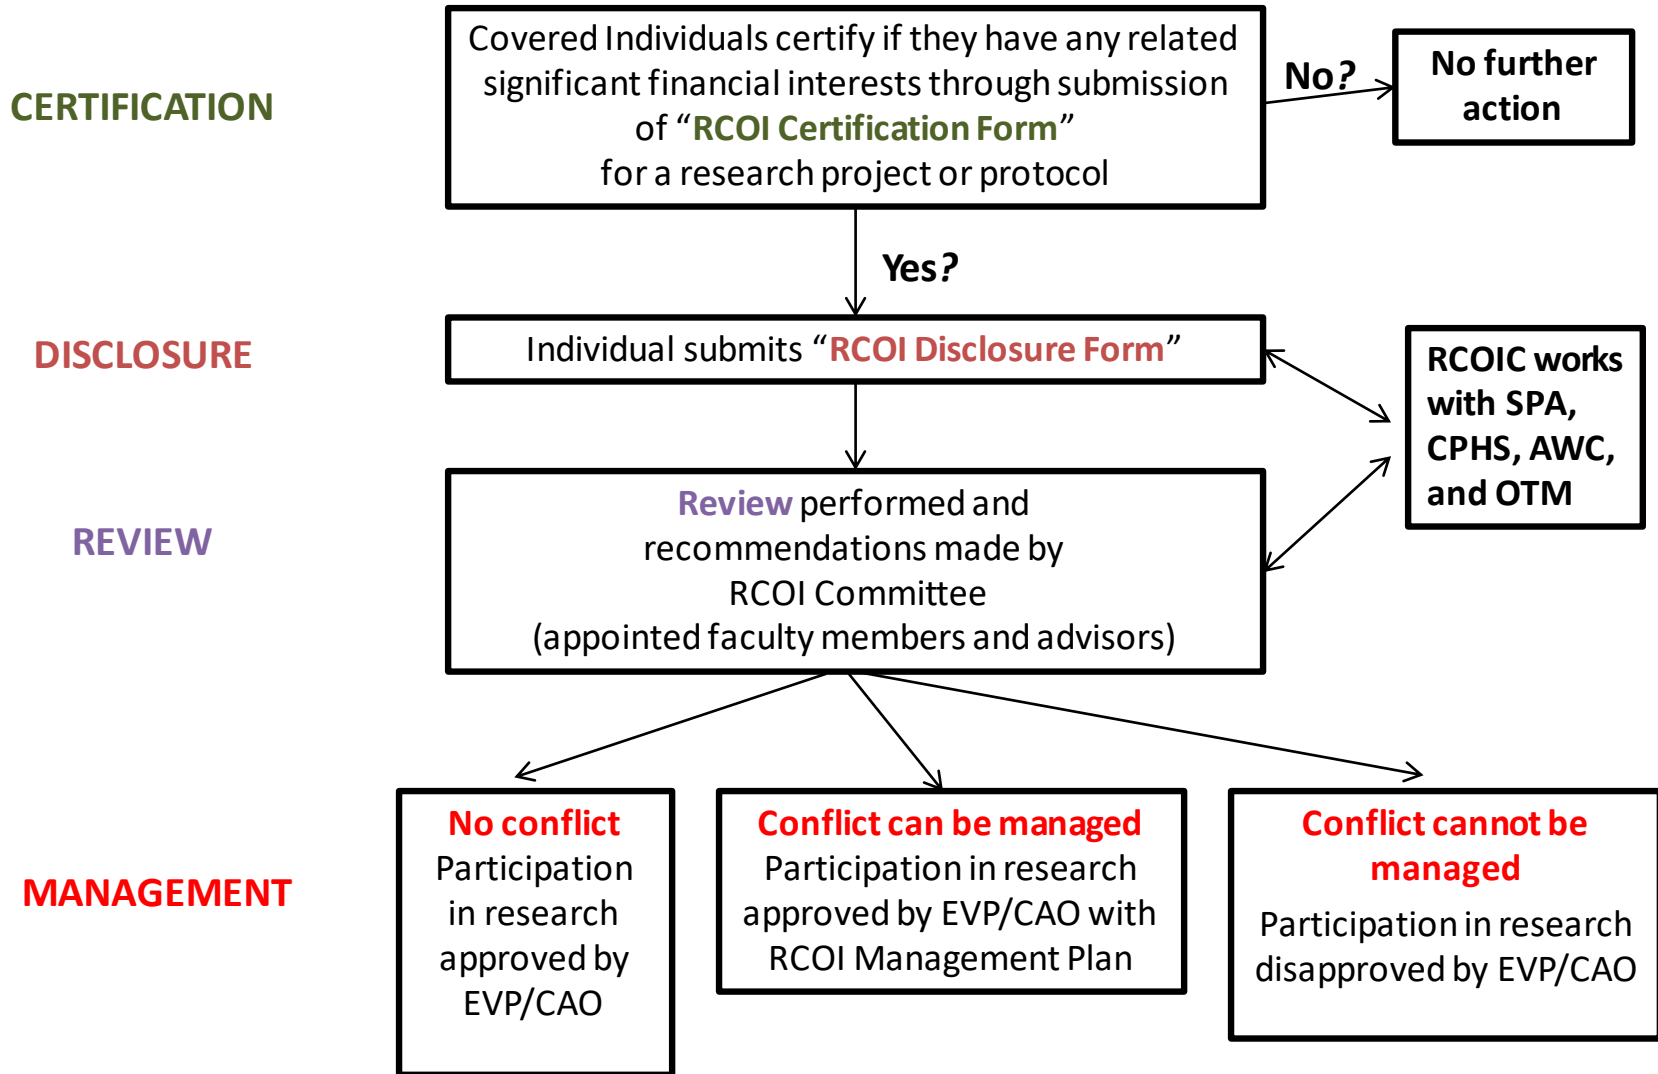 CERTIFICATION
Covered Individuals certify if they have any related
significant financial interests through submission
of “RCOI Certification Form”
for a research project or protocol
No?
No further
action
Yes?
DISCLOSURE
Individual submits “RCOI Disclosure Form”
RCOIC works
with SPA,
CPHS, AWC,
and OTM
REVIEW
Review performed and
recommendations made by
RCOI Committee
(appointed faculty members and advisors)
MANAGEMENT
No conflict
Participation
in research
approved by
EVP/CAO
Conflict can be managed
Participation in research
approved by EVP/CAO with
RCOI Management Plan
Conflict cannot be
managed
Participation in research
disapproved by EVP/CAO